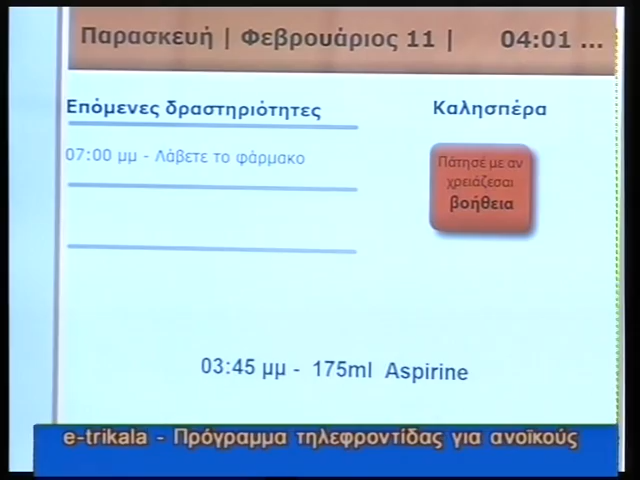 Παρασκευή | Φεβρουάριος 11 | 04:01 ...
Επόμενες δραστηριότητες
Καλησπέρα
07:00 μμ - Λάβετε το φάρμακο
Πάτησέ με αν
χρειάζεσαι
βοήθεια
03:45 μμ - 175ml Aspirine
e-trikala - Πρόγραμμα τηλεφροντίδας για ανοϊκούς